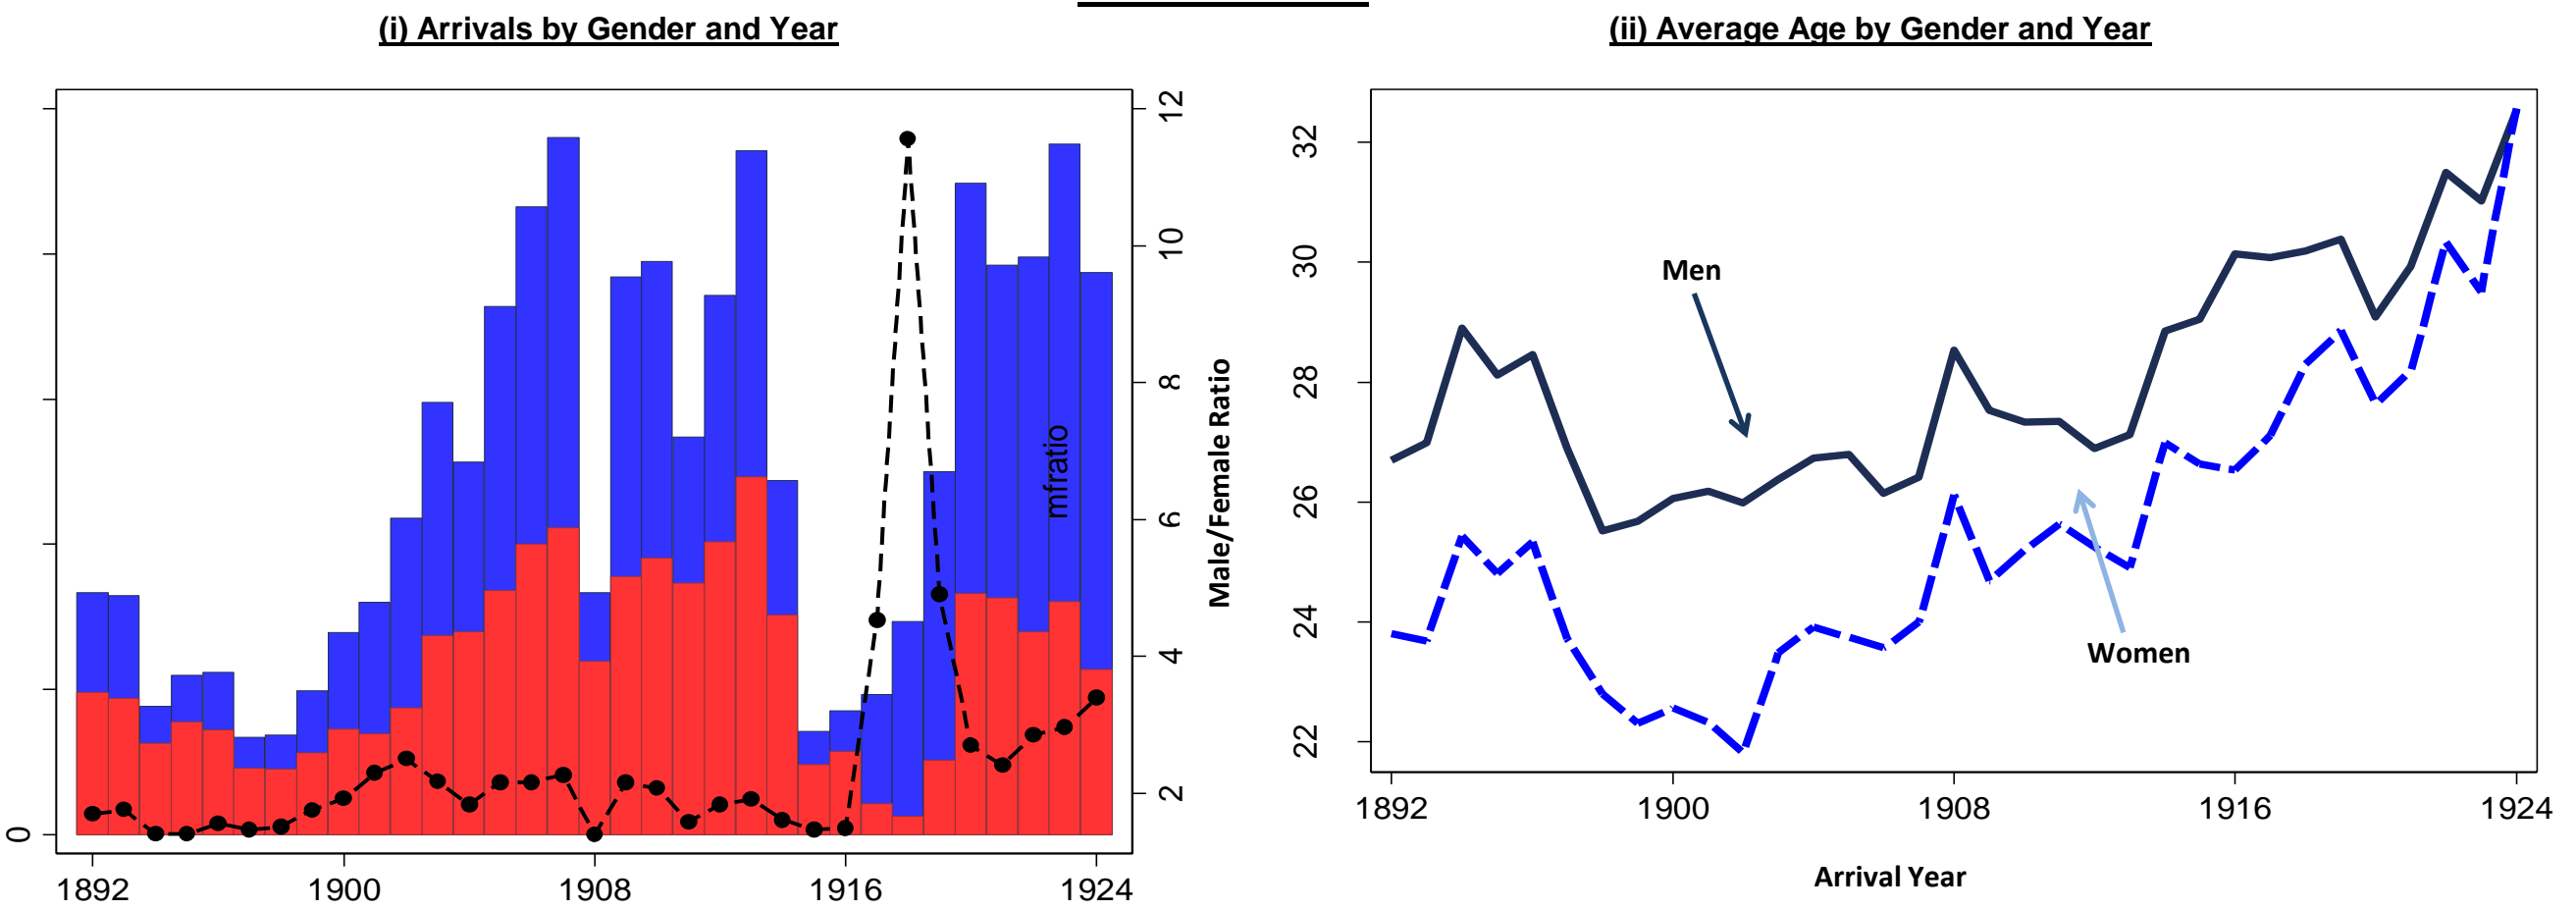 (i) Arrivals by Gender and Year
12
10
8
6
4
2
Male/Female Ratio
mfratio
0
1892 1900 1908 1916 1924
(ii) Average Age by Gender and Year
32
30
28
26
24
22
Men
Women
1892 1900 1908 1916 1924
Arrival Year